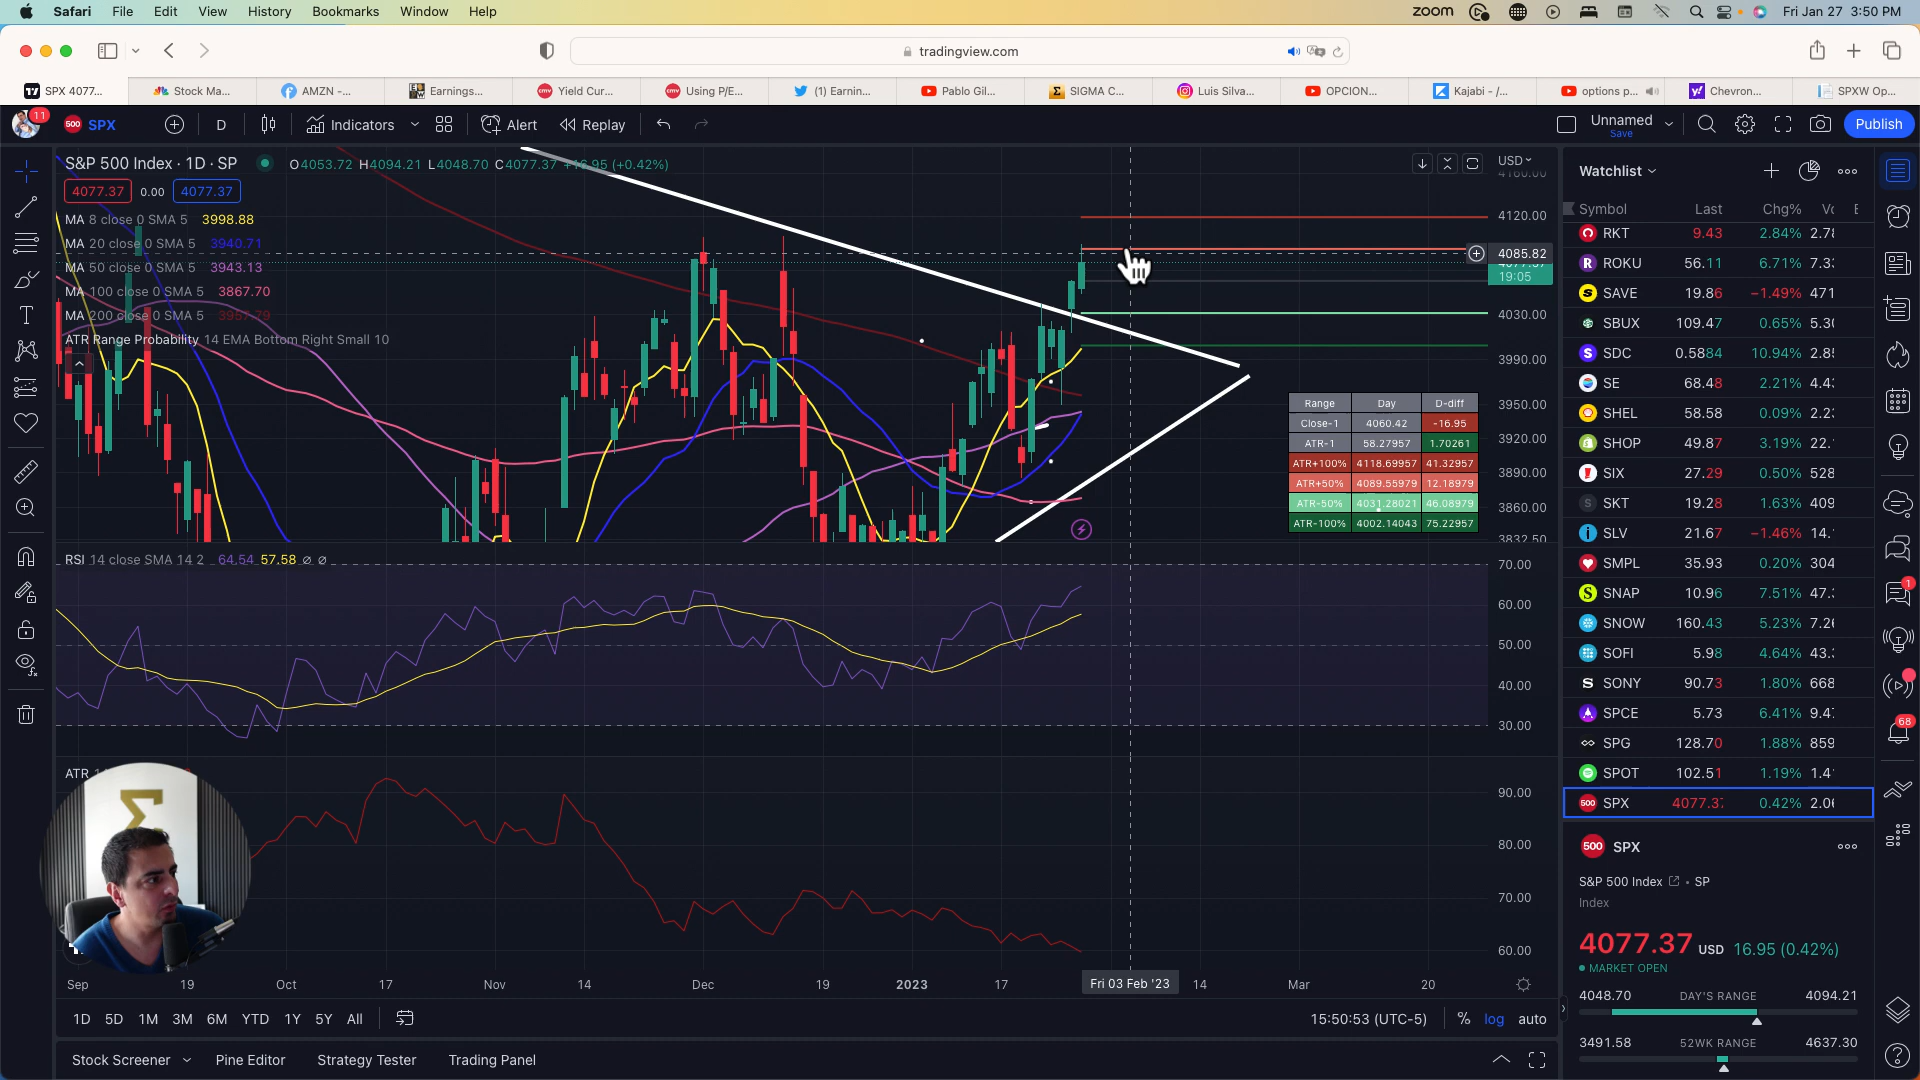 Safari File Edit View History Bookmarks Window Help zoom Fri Jan 27 3:50 PM
tradingview.com
SPX 4077... Stock Ma... AMZN -... Earnings... Yield Cur... Using P/E... (1) Earnin... Pablo Gil... SIGMA C... Luis Silva... OPCION... Kajabi - /... options p... Chevron... SPXW Op...
11 500 SPX D Indicators Alert Replay Unnamed Save Publish
S&P 500 Index · 1D · SP O4053.72 H4094.21 L4048.70 C4077.37 +16.95 (+0.42%) USD
4077.37 0.00 4077.37
MA 8 close 0 SMA 5 3998.88
MA 20 close 0 SMA 5 3940.71
MA 50 close 0 SMA 5 3943.13
MA 100 close 0 SMA 5 3867.70
MA 200 close 0 SMA 5 3957.79
ATR Range Probability 14 EMA Bottom Right Small 10
4160.00
4120.00
4085.82
4077.37
19:05
4030.00
3990.00
3950.00
3920.00
3890.00
3860.00
3832.50
Range Day D-diff
Close-1 4060.42 -16.95
ATR-1 58.27957 1.70261
ATR+100% 4118.69957 41.32957
ATR+50% 4089.55979 12.18979
ATR-50% 4031.28021 46.08979
ATR-100% 4002.14043 75.22957
RSI 14 close SMA 14 2 64.54 57.58 ∅ ∅
70.00
60.00
50.00
40.00
30.00
ATR
90.00
80.00
70.00
60.00
Sep 19 Oct 17 Nov 14 Dec 19 2023 17 Fri 03 Feb '23 14 Mar 20
1D 5D 1M 3M 6M YTD 1Y 5Y All 15:50:53 (UTC-5) % log auto
Stock Screener Pine Editor Strategy Tester Trading Panel
Watchlist
Symbol Last Chg%
RKT 9.43 2.84% 2.78
ROKU 56.11 6.71% 7.3
SAVE 19.86 −1.49% 471
SBUX 109.47 0.65% 5.3
SDC 0.5884 10.94% 2.8
SE 68.48 2.21% 4.4
SHEL 58.58 0.09% 2.2
SHOP 49.87 3.19% 22.
SIX 27.29 0.50% 528
SKT 19.28 1.63% 409
SLV 21.67 −1.46% 14.
SMPL 35.93 0.20% 304
SNAP 10.96 7.51% 47.
SNOW 160.43 5.23% 7.2
SOFI 5.98 4.64% 43.
SONY 90.73 1.80% 668
SPCE 5.73 6.41% 9.4
SPG 128.70 1.88% 859
SPOT 102.51 1.19% 1.4
500 SPX 4077.37 0.42% 2.0
500 SPX
S&P 500 Index • SP
Index
4077.37 USD 16.95 (0.42%)
MARKET OPEN
4048.70 DAY'S RANGE 4094.21
3491.58 52WK RANGE 4637.30
1
68